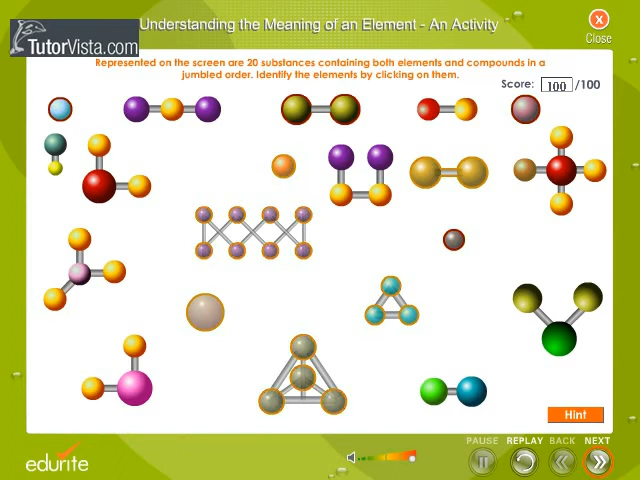 Understanding the Meaning of an Element - An Activity
TutorVista.com
Close
Represented on the screen are 20 substances containing both elements and compounds in a
jumbled order. Identify the elements by clicking on them.
Score: 100 /100
Hint
PAUSE REPLAY BACK NEXT
edurite